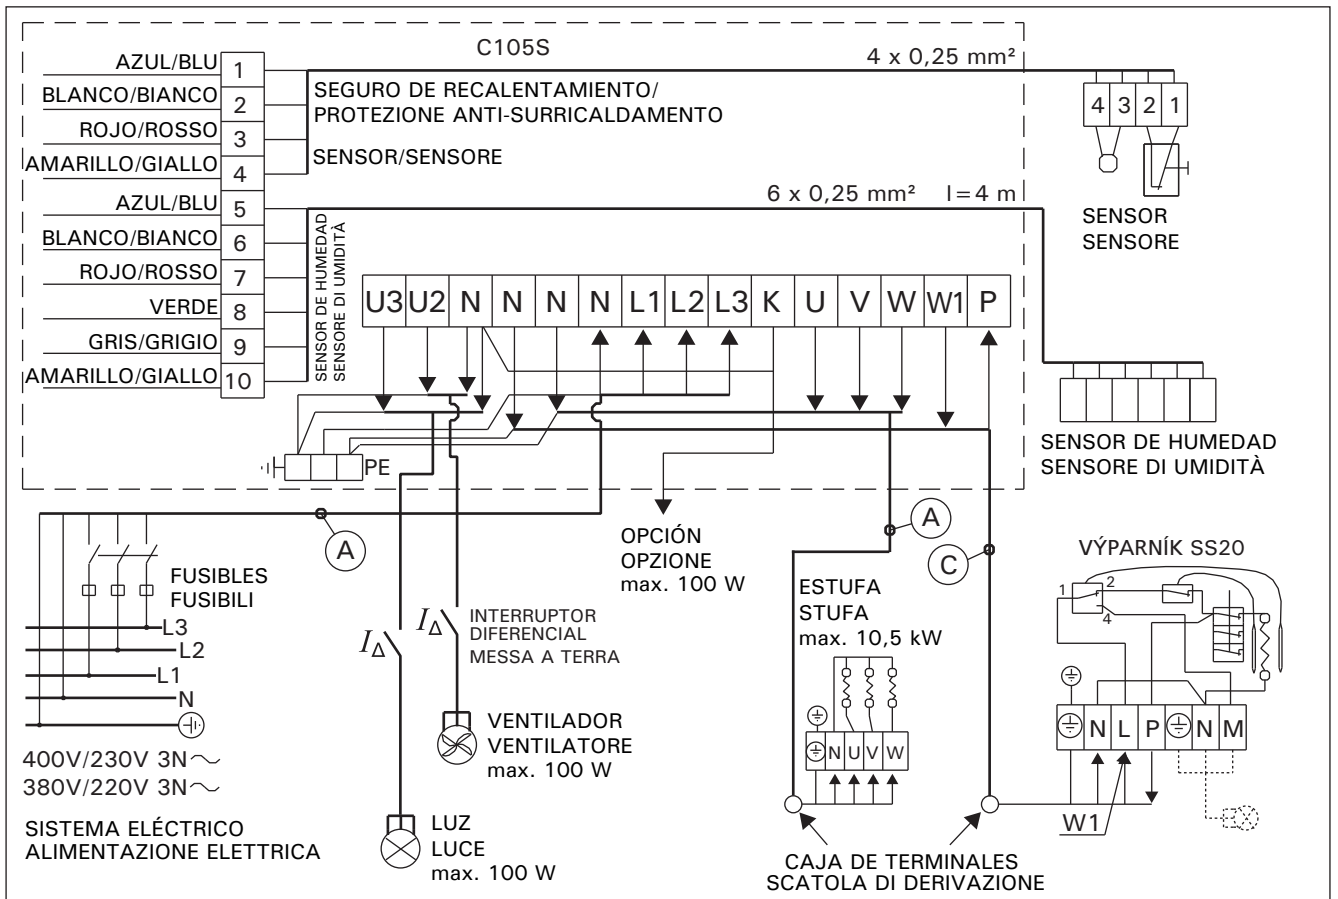 C105S
4 x 0,25 mm²
AZUL/BLU 1
BLANCO/BIANCO 2
ROJO/ROSSO 3
AMARILLO/GIALLO 4
AZUL/BLU 5
BLANCO/BIANCO 6
ROJO/ROSSO 7
VERDE 8
GRIS/GRIGIO 9
AMARILLO/GIALLO 10
SEGURO DE RECALENTAMIENTO/
PROTEZIONE ANTI-SURRICALDAMENTO
SENSOR/SENSORE
4 3 2 1
SENSOR
SENSORE
6 x 0,25 mm² l=4 m
SENSOR DE HUMEDAD
SENSORE DI UMIDITÀ
U3 U2 N N N N L1 L2 L3 K U V W W1 P
SENSOR DE HUMEDAD
SENSORE DI UMIDITÀ
PE
A
OPCIÓN
OPZIONE
max. 100 W
A
C
FUSIBLES
FUSIBILI
L3
L2
L1
N
400V/230V 3N~
380V/220V 3N~
SISTEMA ELÉCTRICO
ALIMENTAZIONE ELETTRICA
I∆
I∆
INTERRUPTOR
DIFERENCIAL
MESSA A TERRA
VENTILADOR
VENTILATORE
max. 100 W
LUZ
LUCE
max. 100 W
ESTUFA
STUFA
max. 10,5 kW
N U V W
VÝPARNÍK SS20
1 2
4
N L P N M
W1
CAJA DE TERMINALES
SCATOLA DI DERIVAZIONE